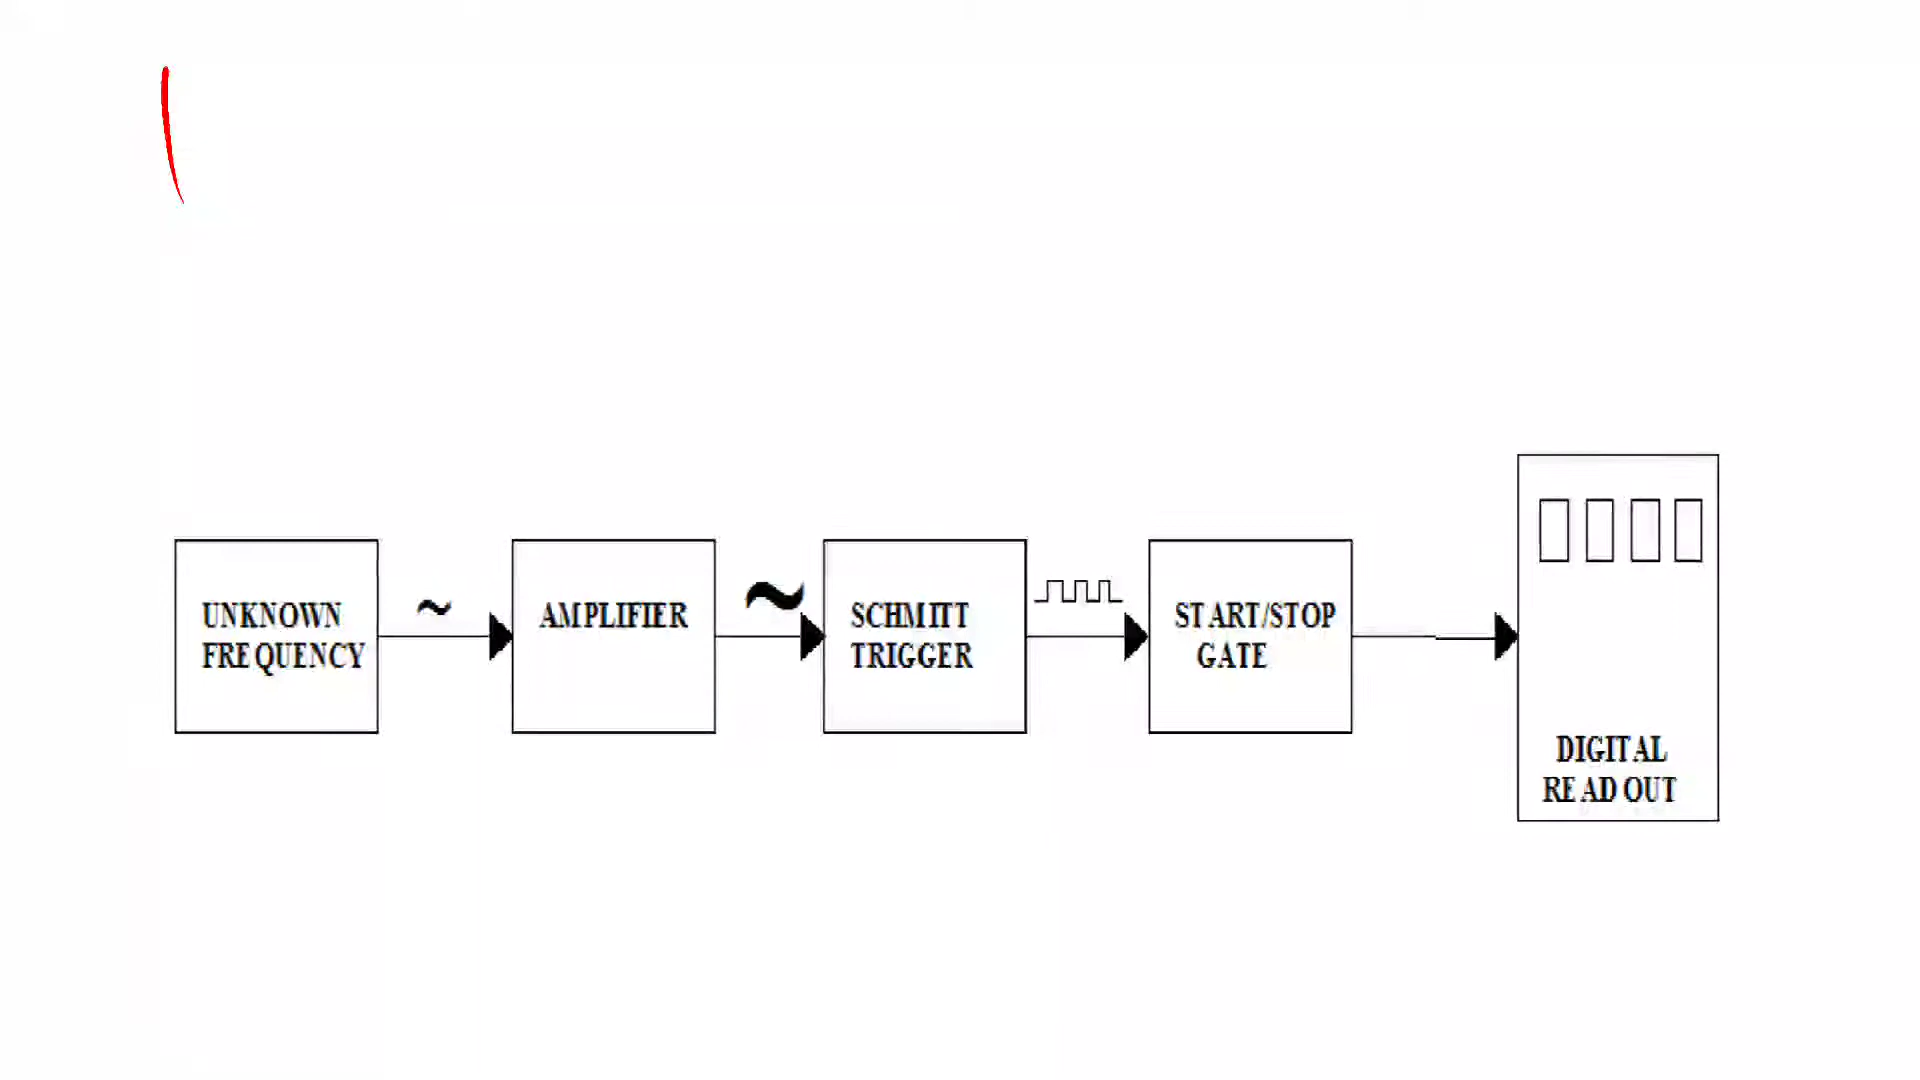 UNKNOWN
FREQUENCY
AMPLIFIER
SCHMITT
TRIGGER
START/STOP
GATE
DIGITAL
READ OUT